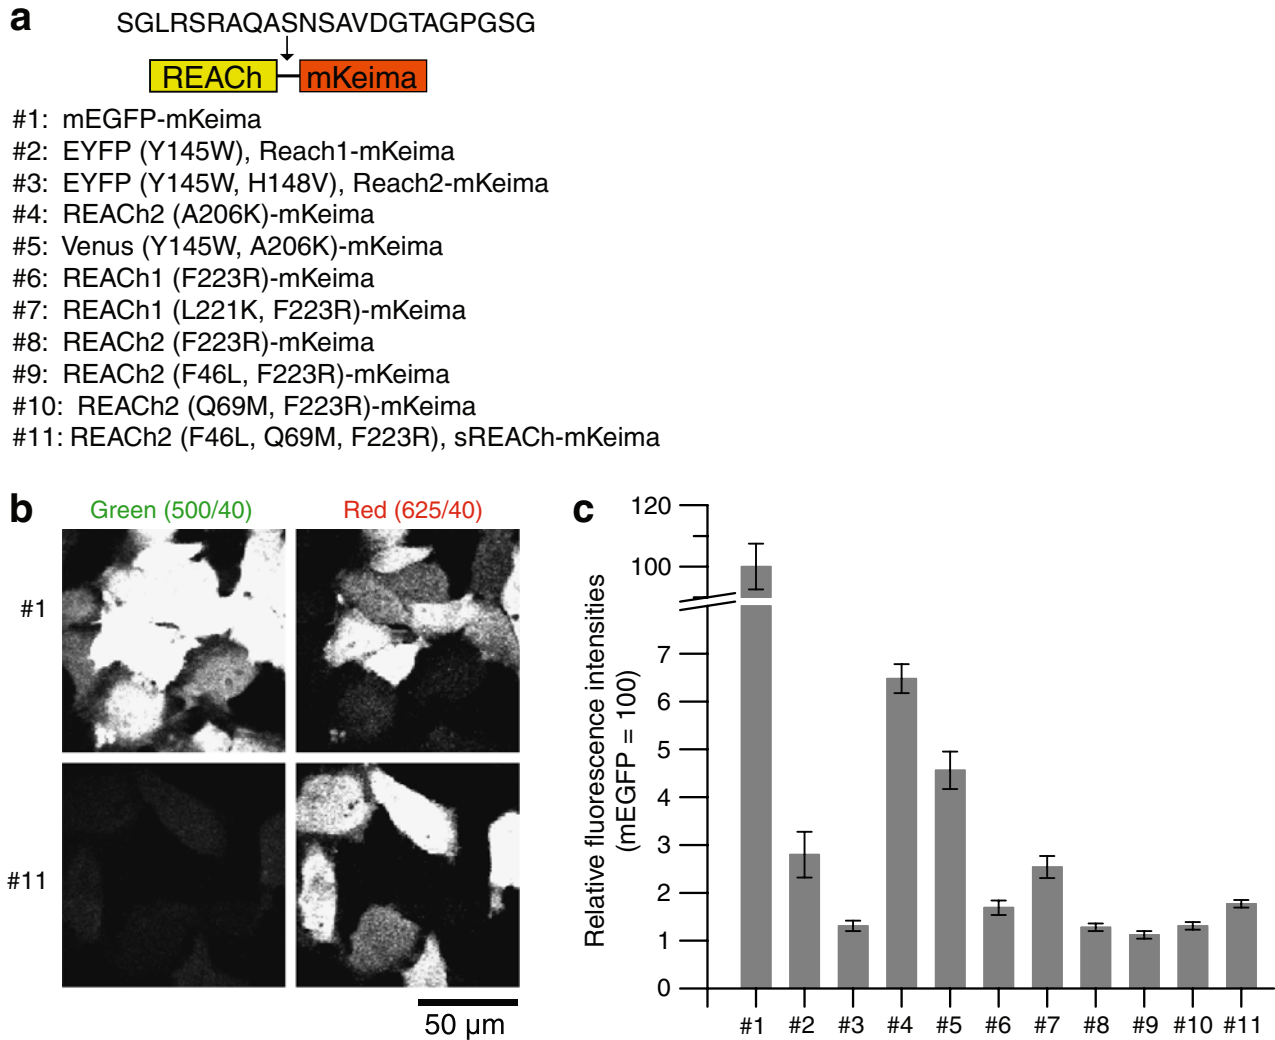 a
SGLRSRAQASNSAVDGTAGPGSG
REACh mKeima
#1: mEGFP-mKeima
#2: EYFP (Y145W), Reach1-mKeima
#3: EYFP (Y145W, H148V), Reach2-mKeima
#4: REACh2 (A206K)-mKeima
#5: Venus (Y145W, A206K)-mKeima
#6: REACh1 (F223R)-mKeima
#7: REACh1 (L221K, F223R)-mKeima
#8: REACh2 (F223R)-mKeima
#9: REACh2 (F46L, F223R)-mKeima
#10: REACh2 (Q69M, F223R)-mKeima
#11: REACh2 (F46L, Q69M, F223R), sREACh-mKeima
b
Green (500/40) Red (625/40)
#1
#11
50 µm
c
Relative fluorescence intensities
(mEGFP = 100)
120
100
7
6
5
4
3
2
1
0
#1 #2 #3 #4 #5 #6 #7 #8 #9 #10 #11